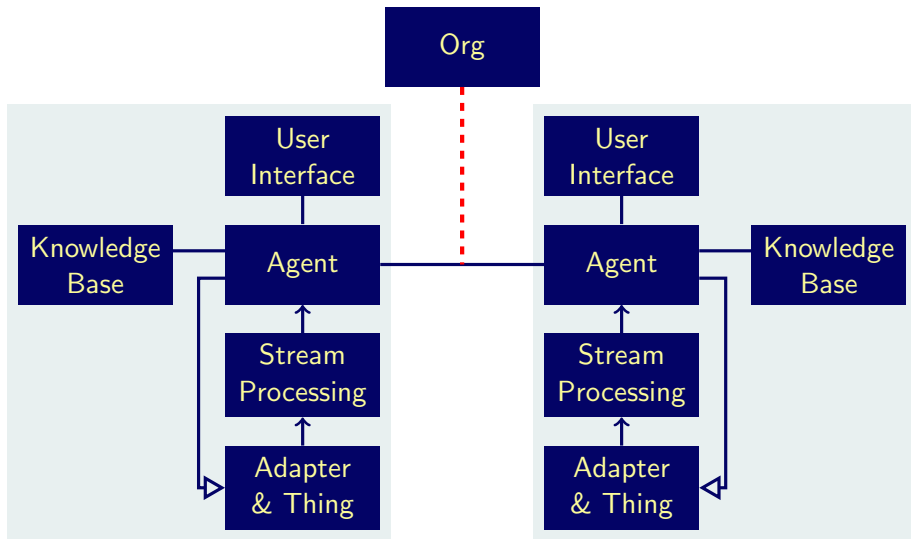 Org
User
Interface
Knowledge
Base
Agent
Stream
Processing
Adapter
& Thing
User
Interface
Agent
Knowledge
Base
Stream
Processing
Adapter
& Thing